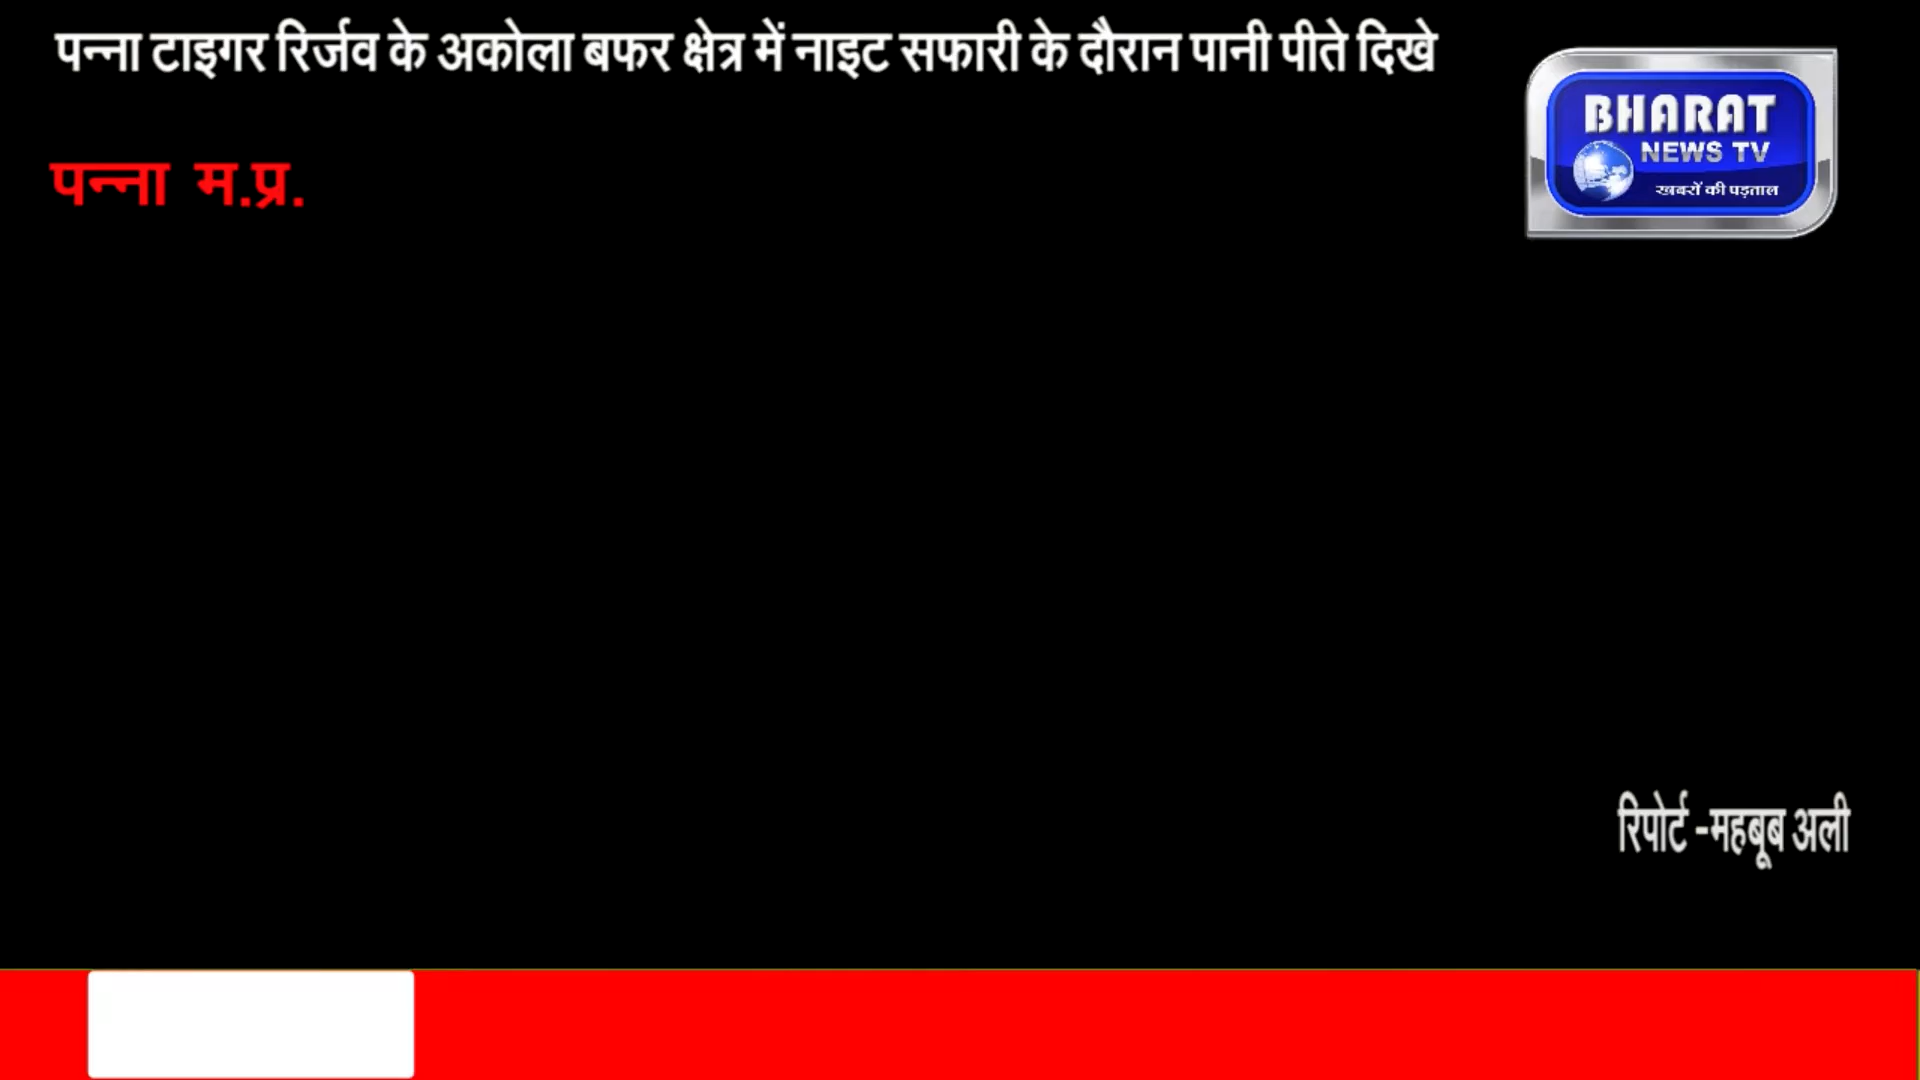 पन्ना टाइगर रिर्जव के अकोला बफर क्षेत्र में नाइट सफारी के दौरान पानी पीते दिखे
पन्ना म.प्र.
BHARAT
NEWS TV
खबरों की पड़ताल
रिपोर्ट -महबूब अली